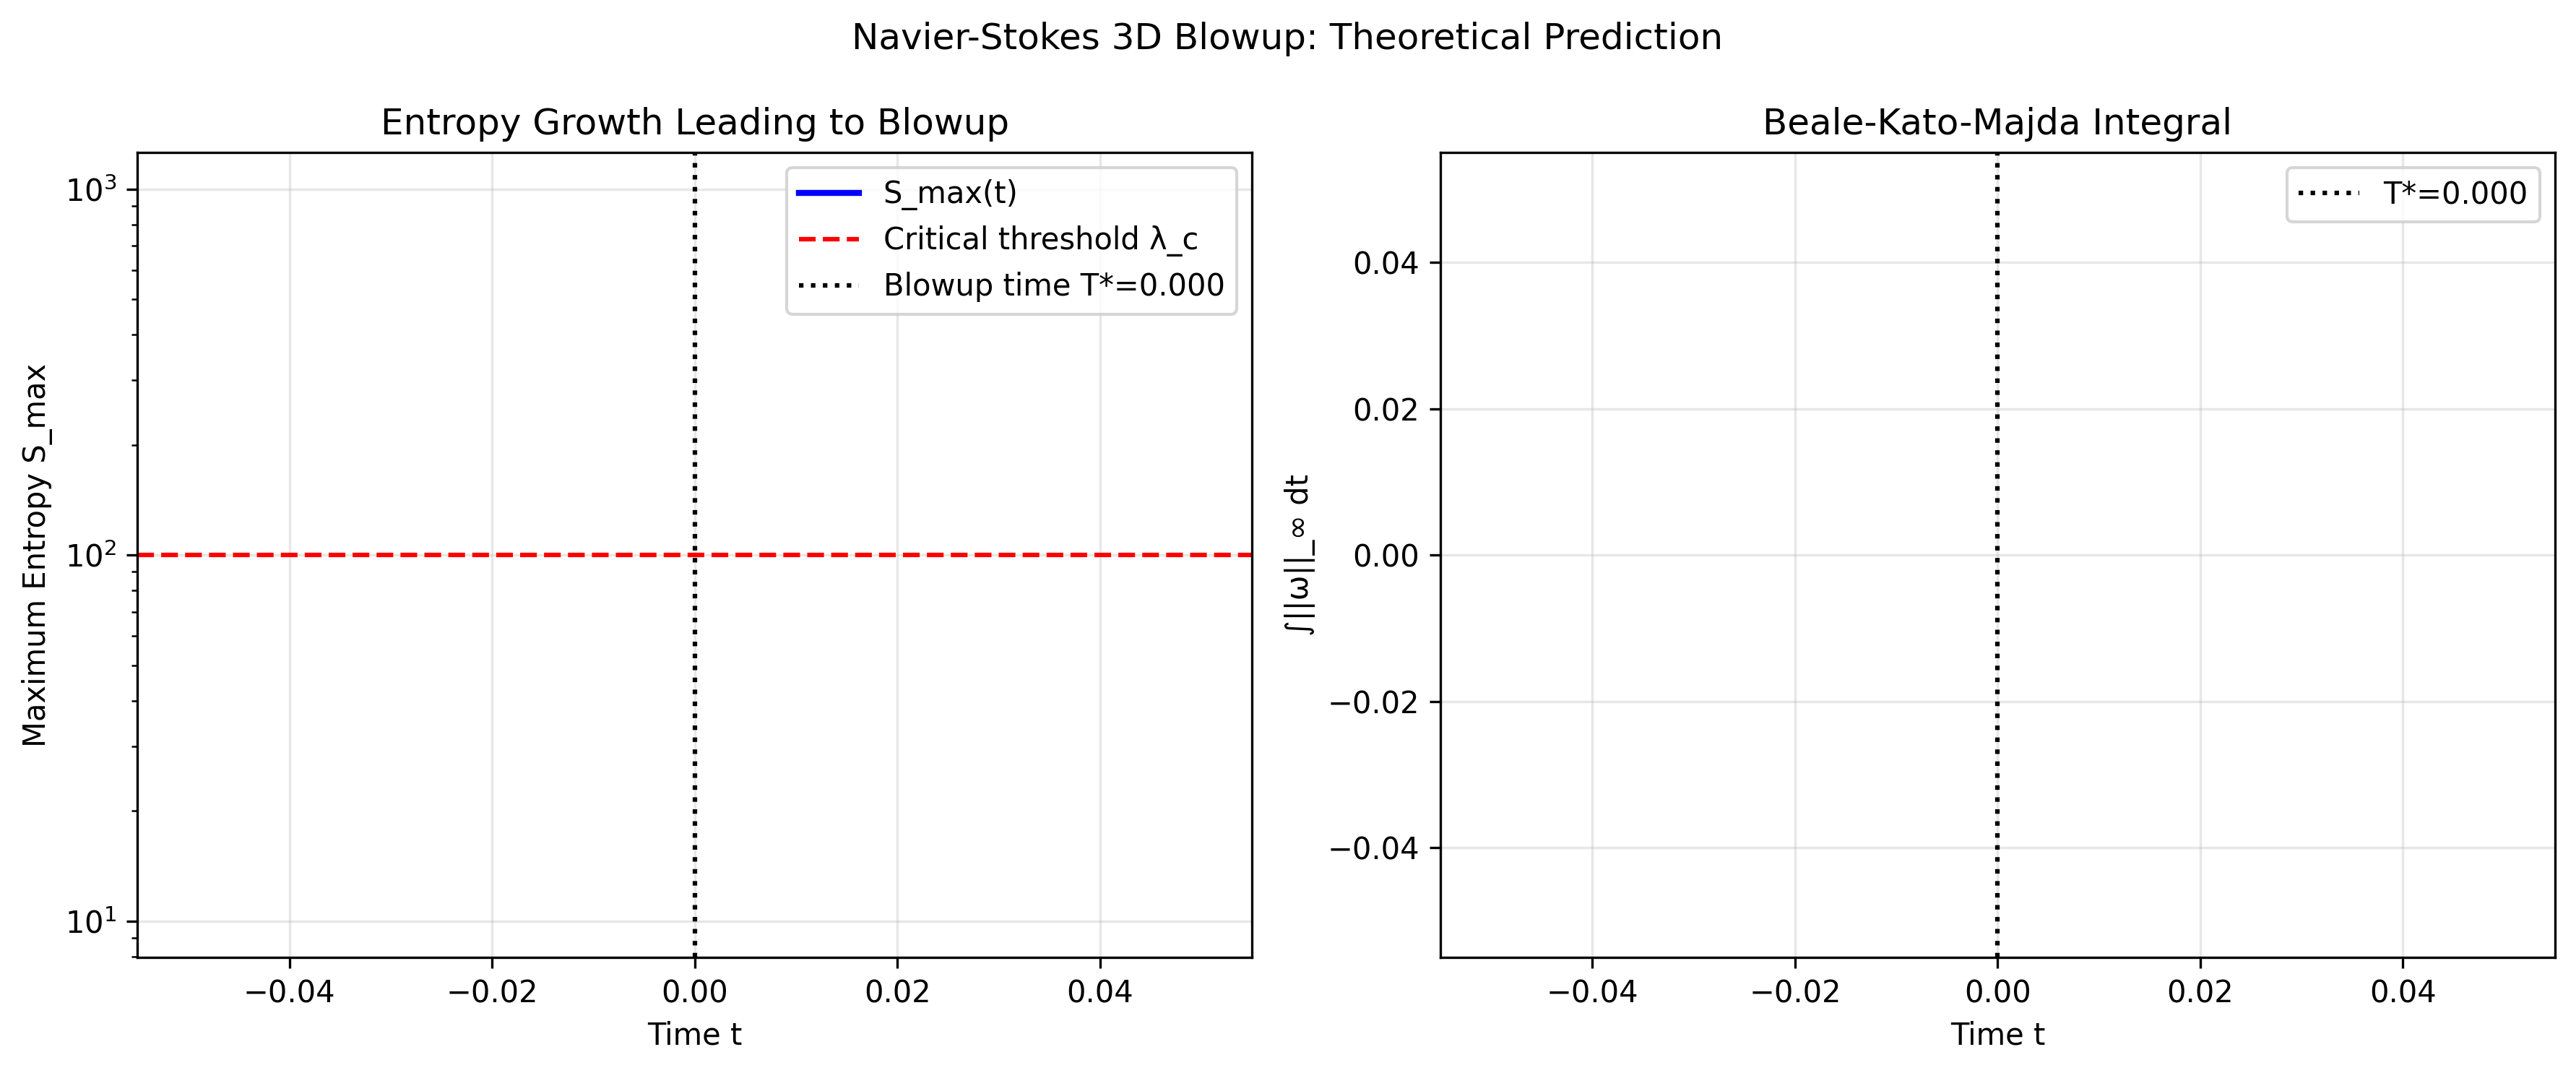 Navier-Stokes 3D Blowup: Theoretical Prediction
Entropy Growth Leading to Blowup
Maximum Entropy S_max
10³
10²
10¹
S_max(t)
Critical threshold λ_c
Blowup time T*=0.000
−0.04 −0.02 0.00 0.02 0.04
Time t
Beale-Kato-Majda Integral
∫||ω||_∞ dt
0.04
0.02
0.00
−0.02
−0.04
T*=0.000
−0.04 −0.02 0.00 0.02 0.04
Time t